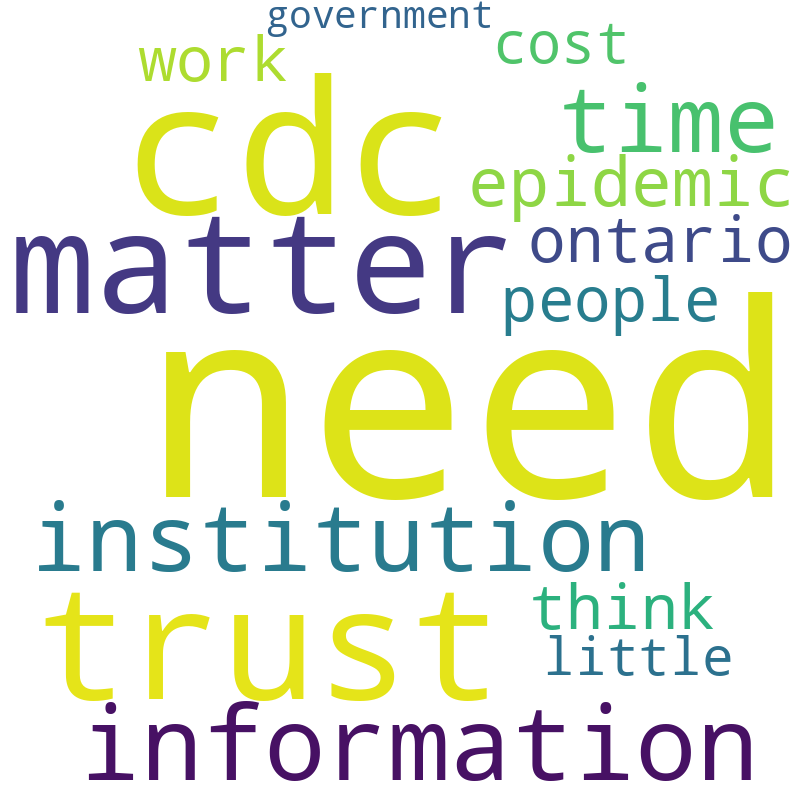 government
work
cost
cdc
time
epidemic
matter
ontario
people
need
institution
think
trust
little
information